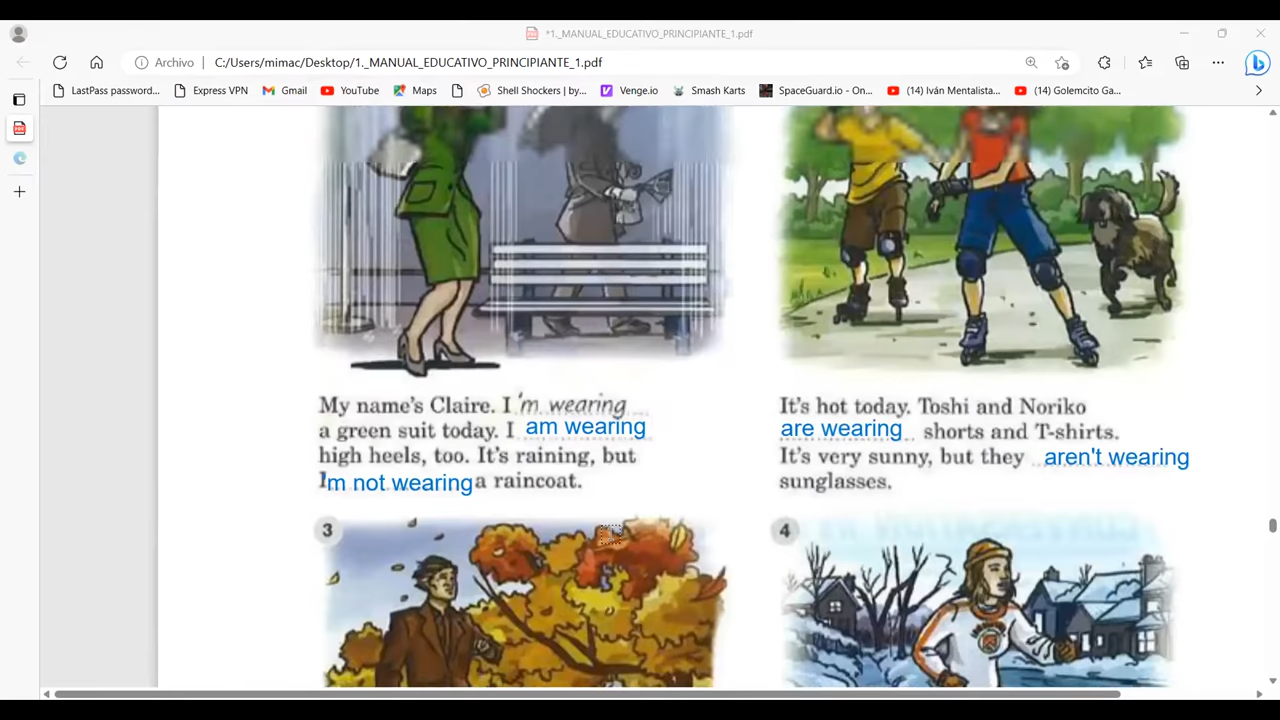 *1._MANUAL_EDUCATIVO_PRINCIPIANTE_1.pdf
Archivo | C:/Users/mimac/Desktop/1._MANUAL_EDUCATIVO_PRINCIPIANTE_1.pdf
LastPass password... Express VPN Gmail YouTube Maps Shell Shockers | by... Venge.io Smash Karts SpaceGuard.io - On... (14) Iván Mentalista... (14) Golemcito Ga...
My name's Claire. I 'm wearing
a green suit today. I am wearing
high heels, too. It's raining, but
I'm not wearing a raincoat.
It's hot today. Toshi and Noriko
are wearing shorts and T-shirts.
It's very sunny, but they aren't wearing
sunglasses.
3
4